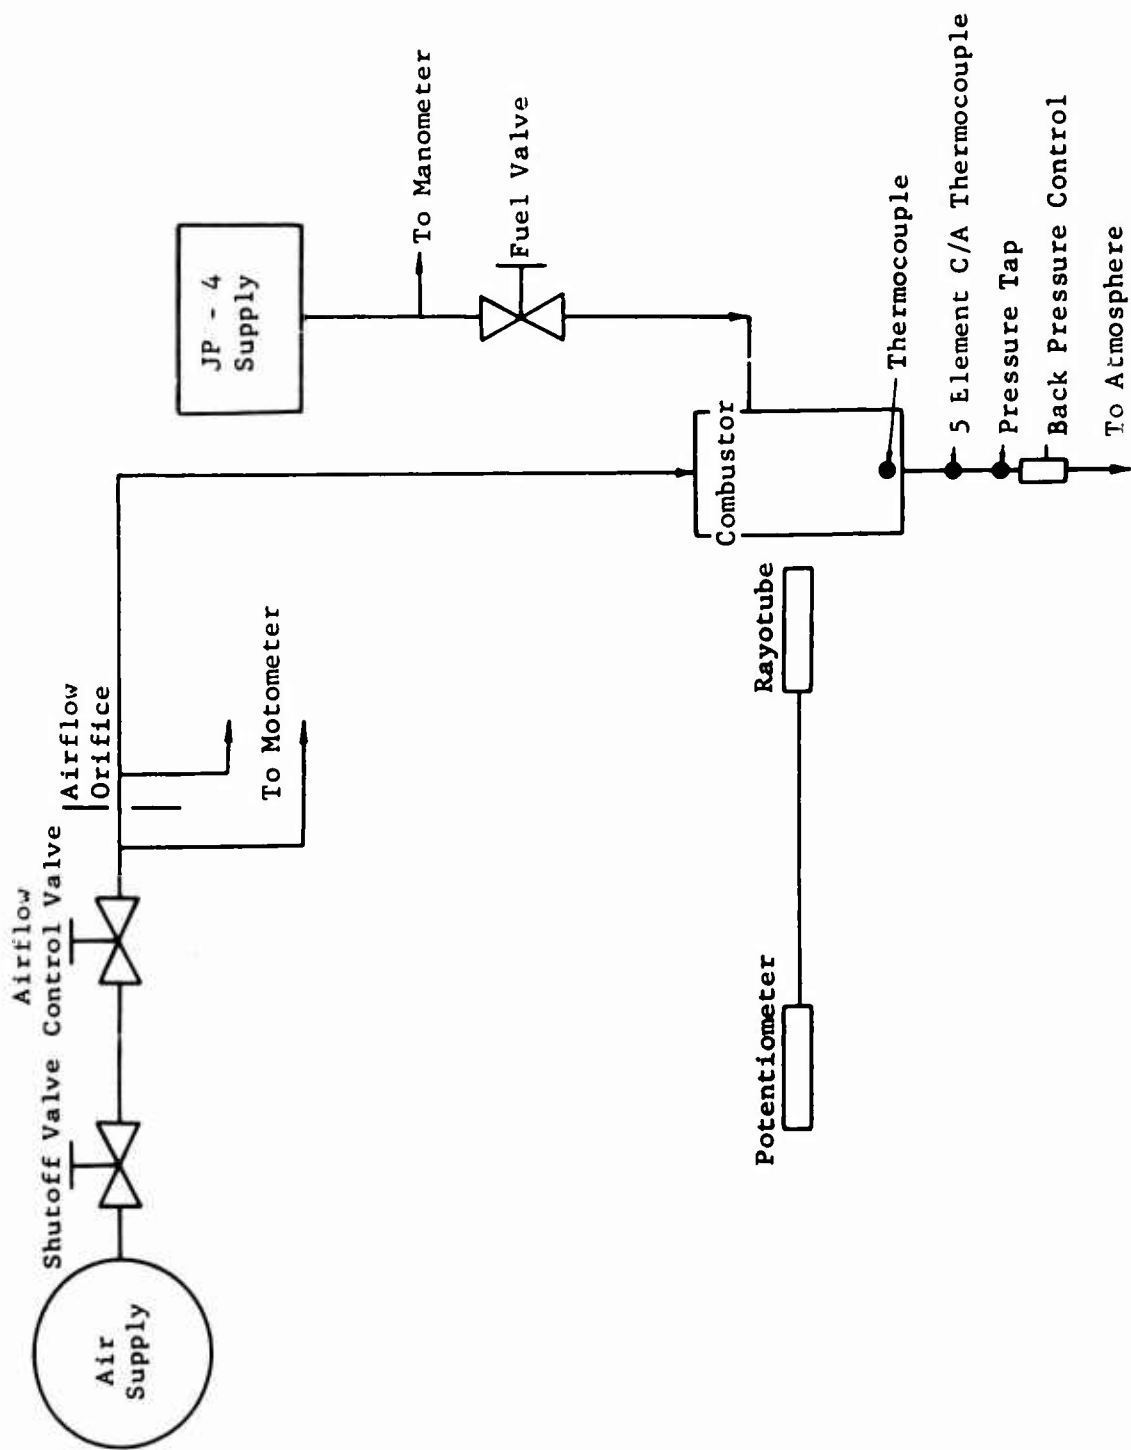 Air
Supply
Shutoff Valve
Airflow
Control Valve
Airflow
Orifice
To Motometer
JP - 4
Supply
To Manometer
Fuel Valve
Combustor
Potentiometer
Rayotube
Thermocouple
5 Element C/A Thermocouple
Pressure Tap
Back Pressure Control
To Atmosphere